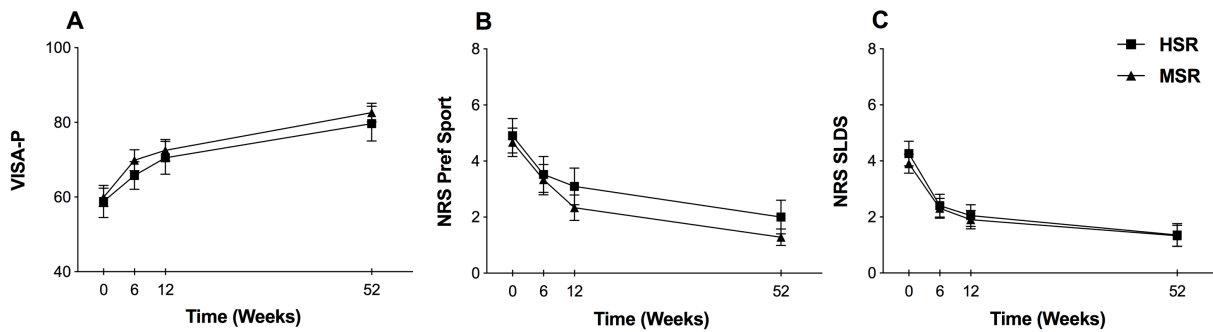 A
VISA-P
100
80
60
40
0 6 12 52
Time (Weeks)
B
NRS Pref Sport
8
6
4
2
0
0 6 12 52
Time (Weeks)
C
NRS SLDS
8
6
4
2
0
0 6 12 52
Time (Weeks)
HSR
MSR